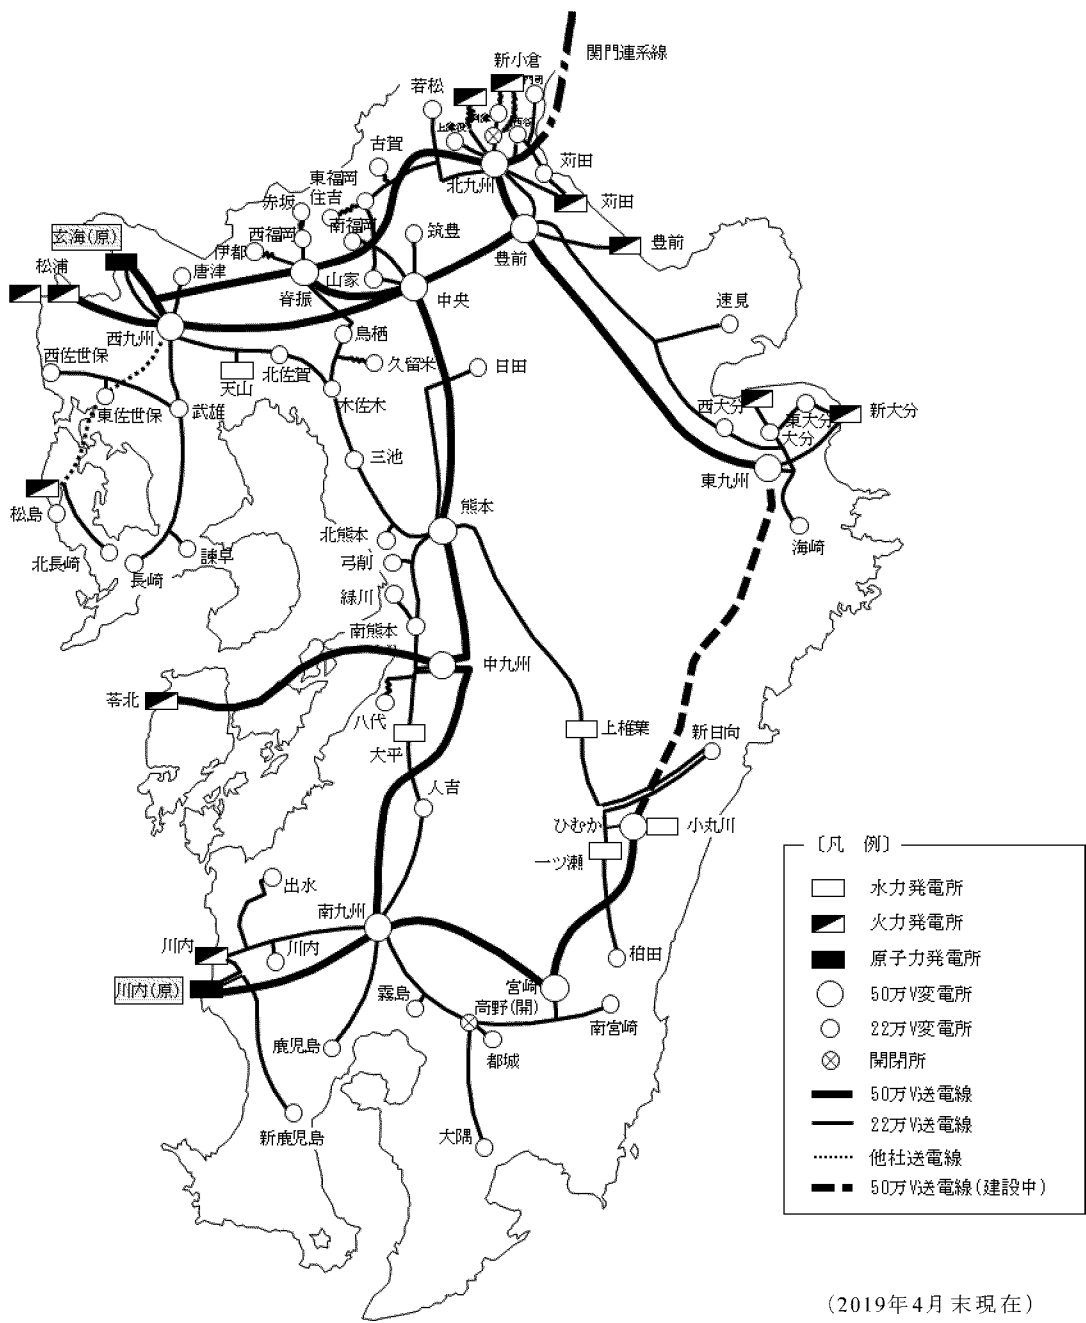 関門連系線
新小倉
若松
古賀
北九州
苅田
苅田
東福岡
住吉
赤坂
南福岡
西福岡
伊都
筑豊
豊前
豊前
玄海(原)
松浦
唐津
脊振
山家
中央
速見
西九州
鳥栖
西佐世保
天山
北佐賀
久留米
日田
東佐世保
武雄
木佐木
西大分
東大分
新大分
大分
三池
東九州
松島
熊本
北熊本
海崎
北長崎
長崎
諫早
弓削
緑川
南熊本
中九州
苓北
八代
大平
上椎葉
新日向
人吉
ひむか
小丸川
一ツ瀬
出水
南九州
川内
川内
柏田
川内(原)
霧島
宮崎
高野(開)
南宮崎
鹿児島
都城
新鹿児島
大隅
〔凡 例〕
水力発電所
火力発電所
原子力発電所
50万V変電所
22万V変電所
開閉所
50万V送電線
22万V送電線
他社送電線
50万V送電線(建設中)
(2019年4月末現在)